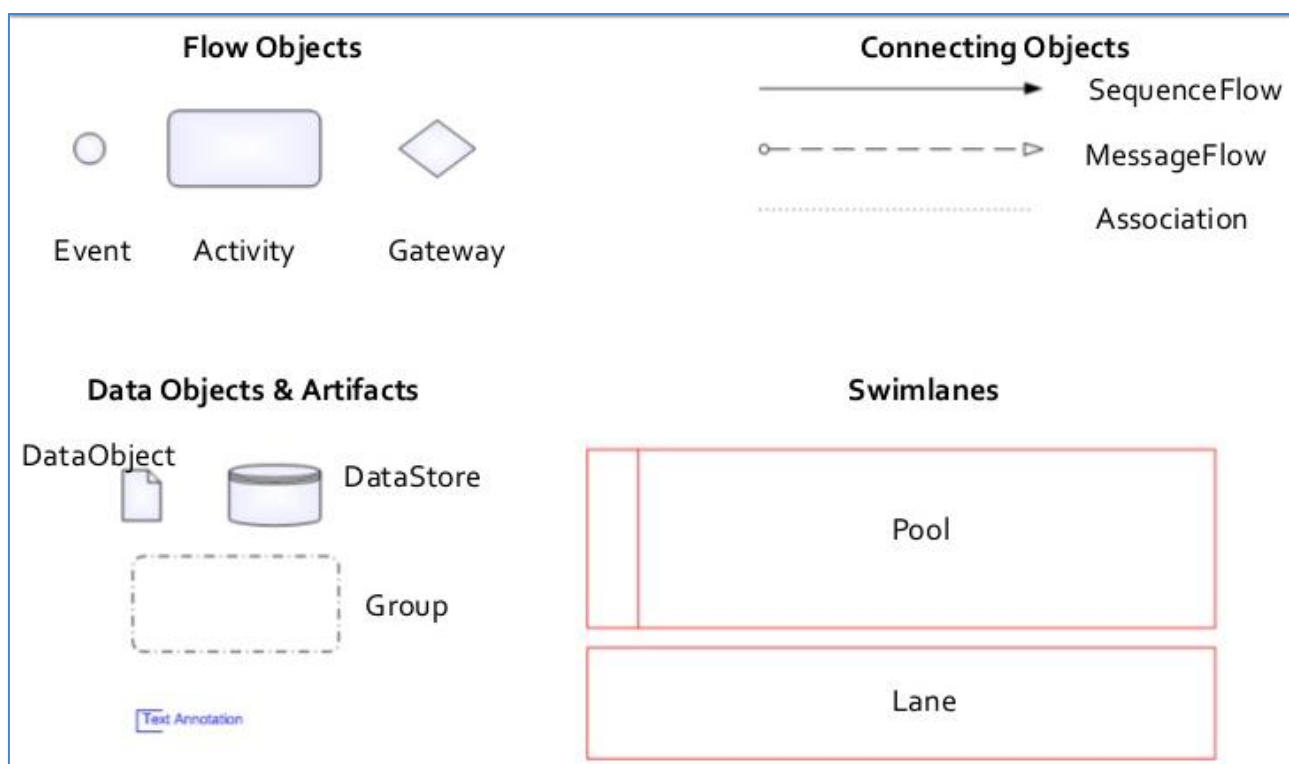 Flow Objects
Connecting Objects
SequenceFlow
MessageFlow
Association
Event Activity Gateway
Data Objects & Artifacts
Swimlanes
DataObject
DataStore
Pool
Group
Lane
Text Annotation